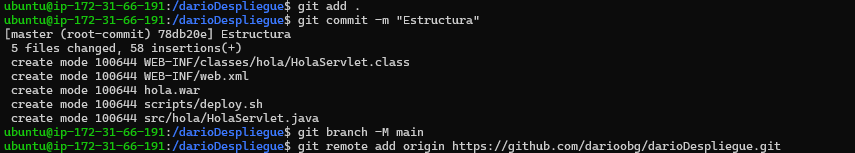 ubuntu@ip-172-31-66-191:/darioDespliegue$ git add .
ubuntu@ip-172-31-66-191:/darioDespliegue$ git commit -m "Estructura"
[master (root-commit) 78db20e] Estructura
 5 files changed, 58 insertions(+)
 create mode 100644 WEB-INF/classes/hola/HolaServlet.class
 create mode 100644 WEB-INF/web.xml
 create mode 100644 hola.war
 create mode 100644 scripts/deploy.sh
 create mode 100644 src/hola/HolaServlet.java
ubuntu@ip-172-31-66-191:/darioDespliegue$ git branch -M main
ubuntu@ip-172-31-66-191:/darioDespliegue$ git remote add origin https://github.com/darioobg/darioDespliegue.git